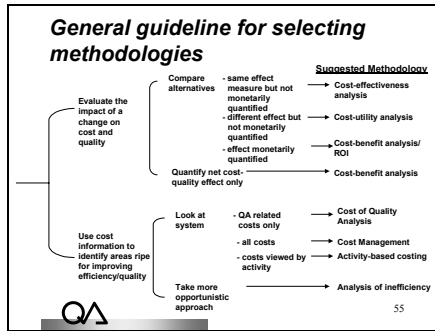 General guideline for selecting
methodologies
Suggested Methodology
Evaluate the
impact of a
change on
cost and
quality
Compare
alternatives
- same effect
measure but not
monetarily
quantified
Cost-effectiveness
analysis
- different effect
but not monetarily
quantified
Cost-utility analysis
- effect monetarily
quantified
Cost-benefit analysis/
ROI
Quantify net cost-
quality effect only
Cost-benefit analysis
Use cost
information to
identify areas ripe
for improving
efficiency/quality
Look at
system
- QA related
costs only
Cost of Quality
Analysis
- all costs
Cost Management
- costs viewed by
activity
Activity-based costing
Take more
opportunistic
approach
Analysis of inefficiency
QA
55